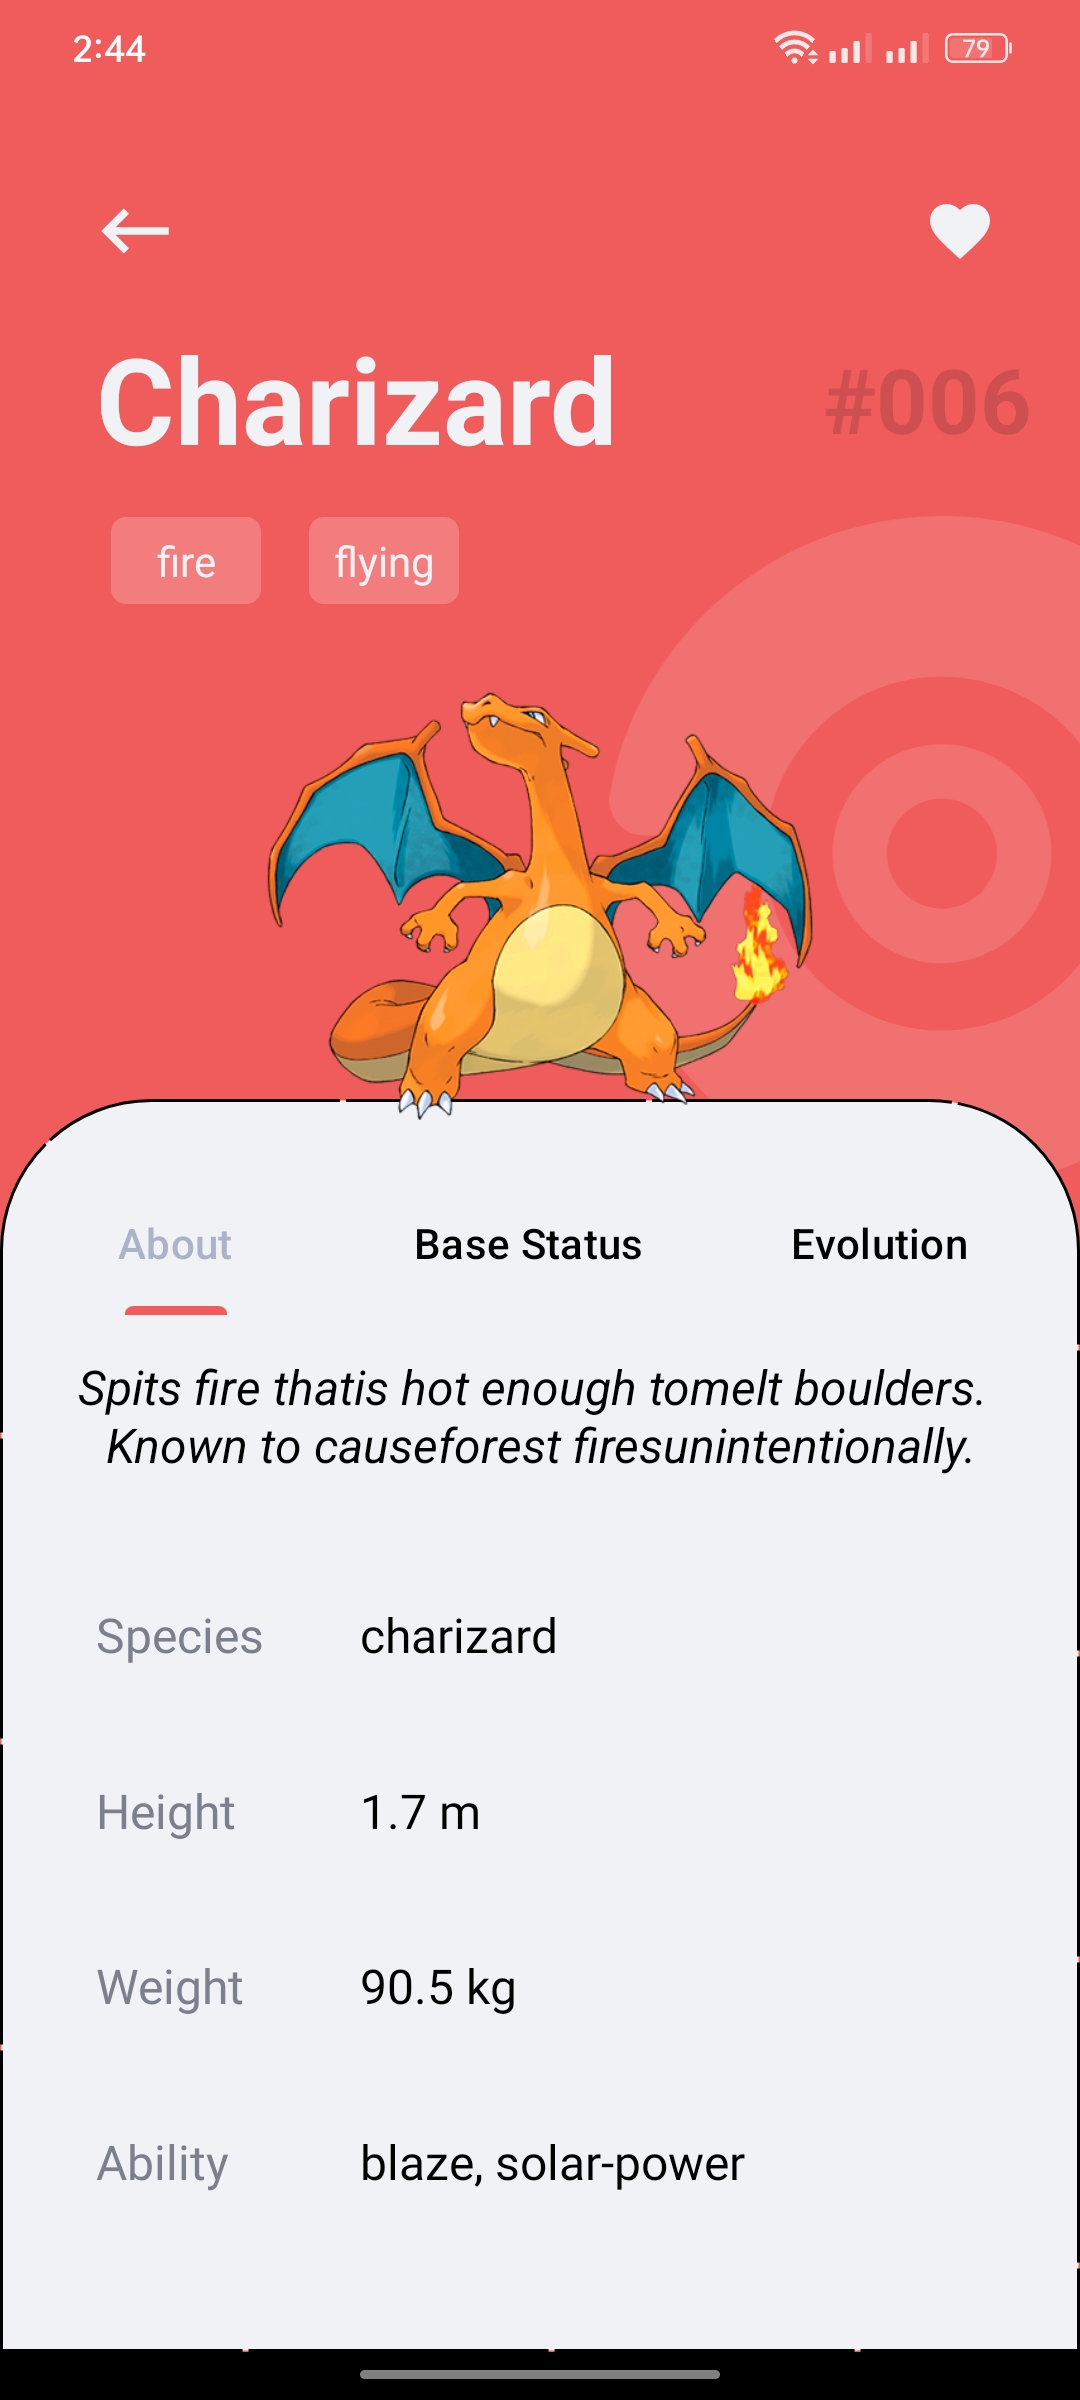 2:44
79
Charizard
#006
fire
flying
About
Base Status
Evolution
Spits fire thatis hot enough tomelt boulders.
Known to causeforest firesunintentionally.
Species
charizard
Height
1.7 m
Weight
90.5 kg
Ability
blaze, solar-power